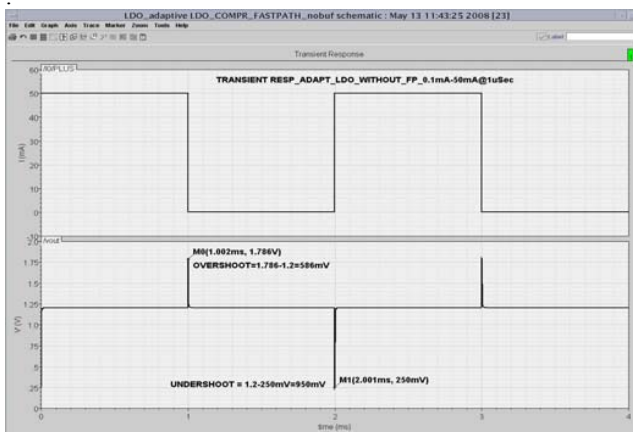 LDO_adaptive LDO_COMPR_FASTPATH_nobuf schematic : May 13 11:43:25 2008 [23]
File Edit Graph Axis Trace Marker Zoom Tools Help
Label
Transient Response
/I0/PLUS
TRANSIENT RESP_ADAPT_LDO_WITHOUT_FP_0.1mA-50mA@1uSec
60
50
40
30
20
10
0
-10
I (mA)
/vout
2.0
1.75
1.5
1.25
1.0
.75
.5
.25
0
V (V)
M0(1.002ms, 1.786V)
OVERSHOOT=1.786-1.2=586mV
UNDERSHOOT = 1.2-250mV=950mV
M1(2.001ms, 250mV)
0 1 2 3 4
time (ms)